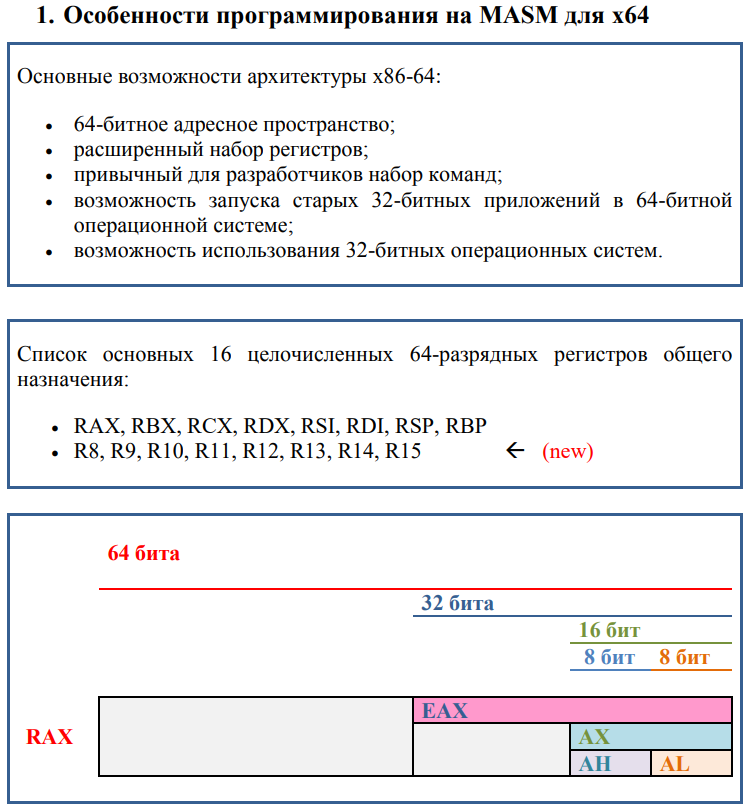 1. Особенности программирования на MASM для x64
Основные возможности архитектуры x86-64:
• 64-битное адресное пространство;
• расширенный набор регистров;
• привычный для разработчиков набор команд;
• возможность запуска старых 32-битных приложений в 64-битной
операционной системе;
• возможность использования 32-битных операционных систем.
Список основных 16 целочисленных 64-разрядных регистров общего
назначения:
• RAX, RBX, RCX, RDX, RSI, RDI, RSP, RBP
• R8, R9, R10, R11, R12, R13, R14, R15 ← (new)
64 бита
32 бита
16 бит
8 бит 8 бит
EAX
RAX AX
AH AL